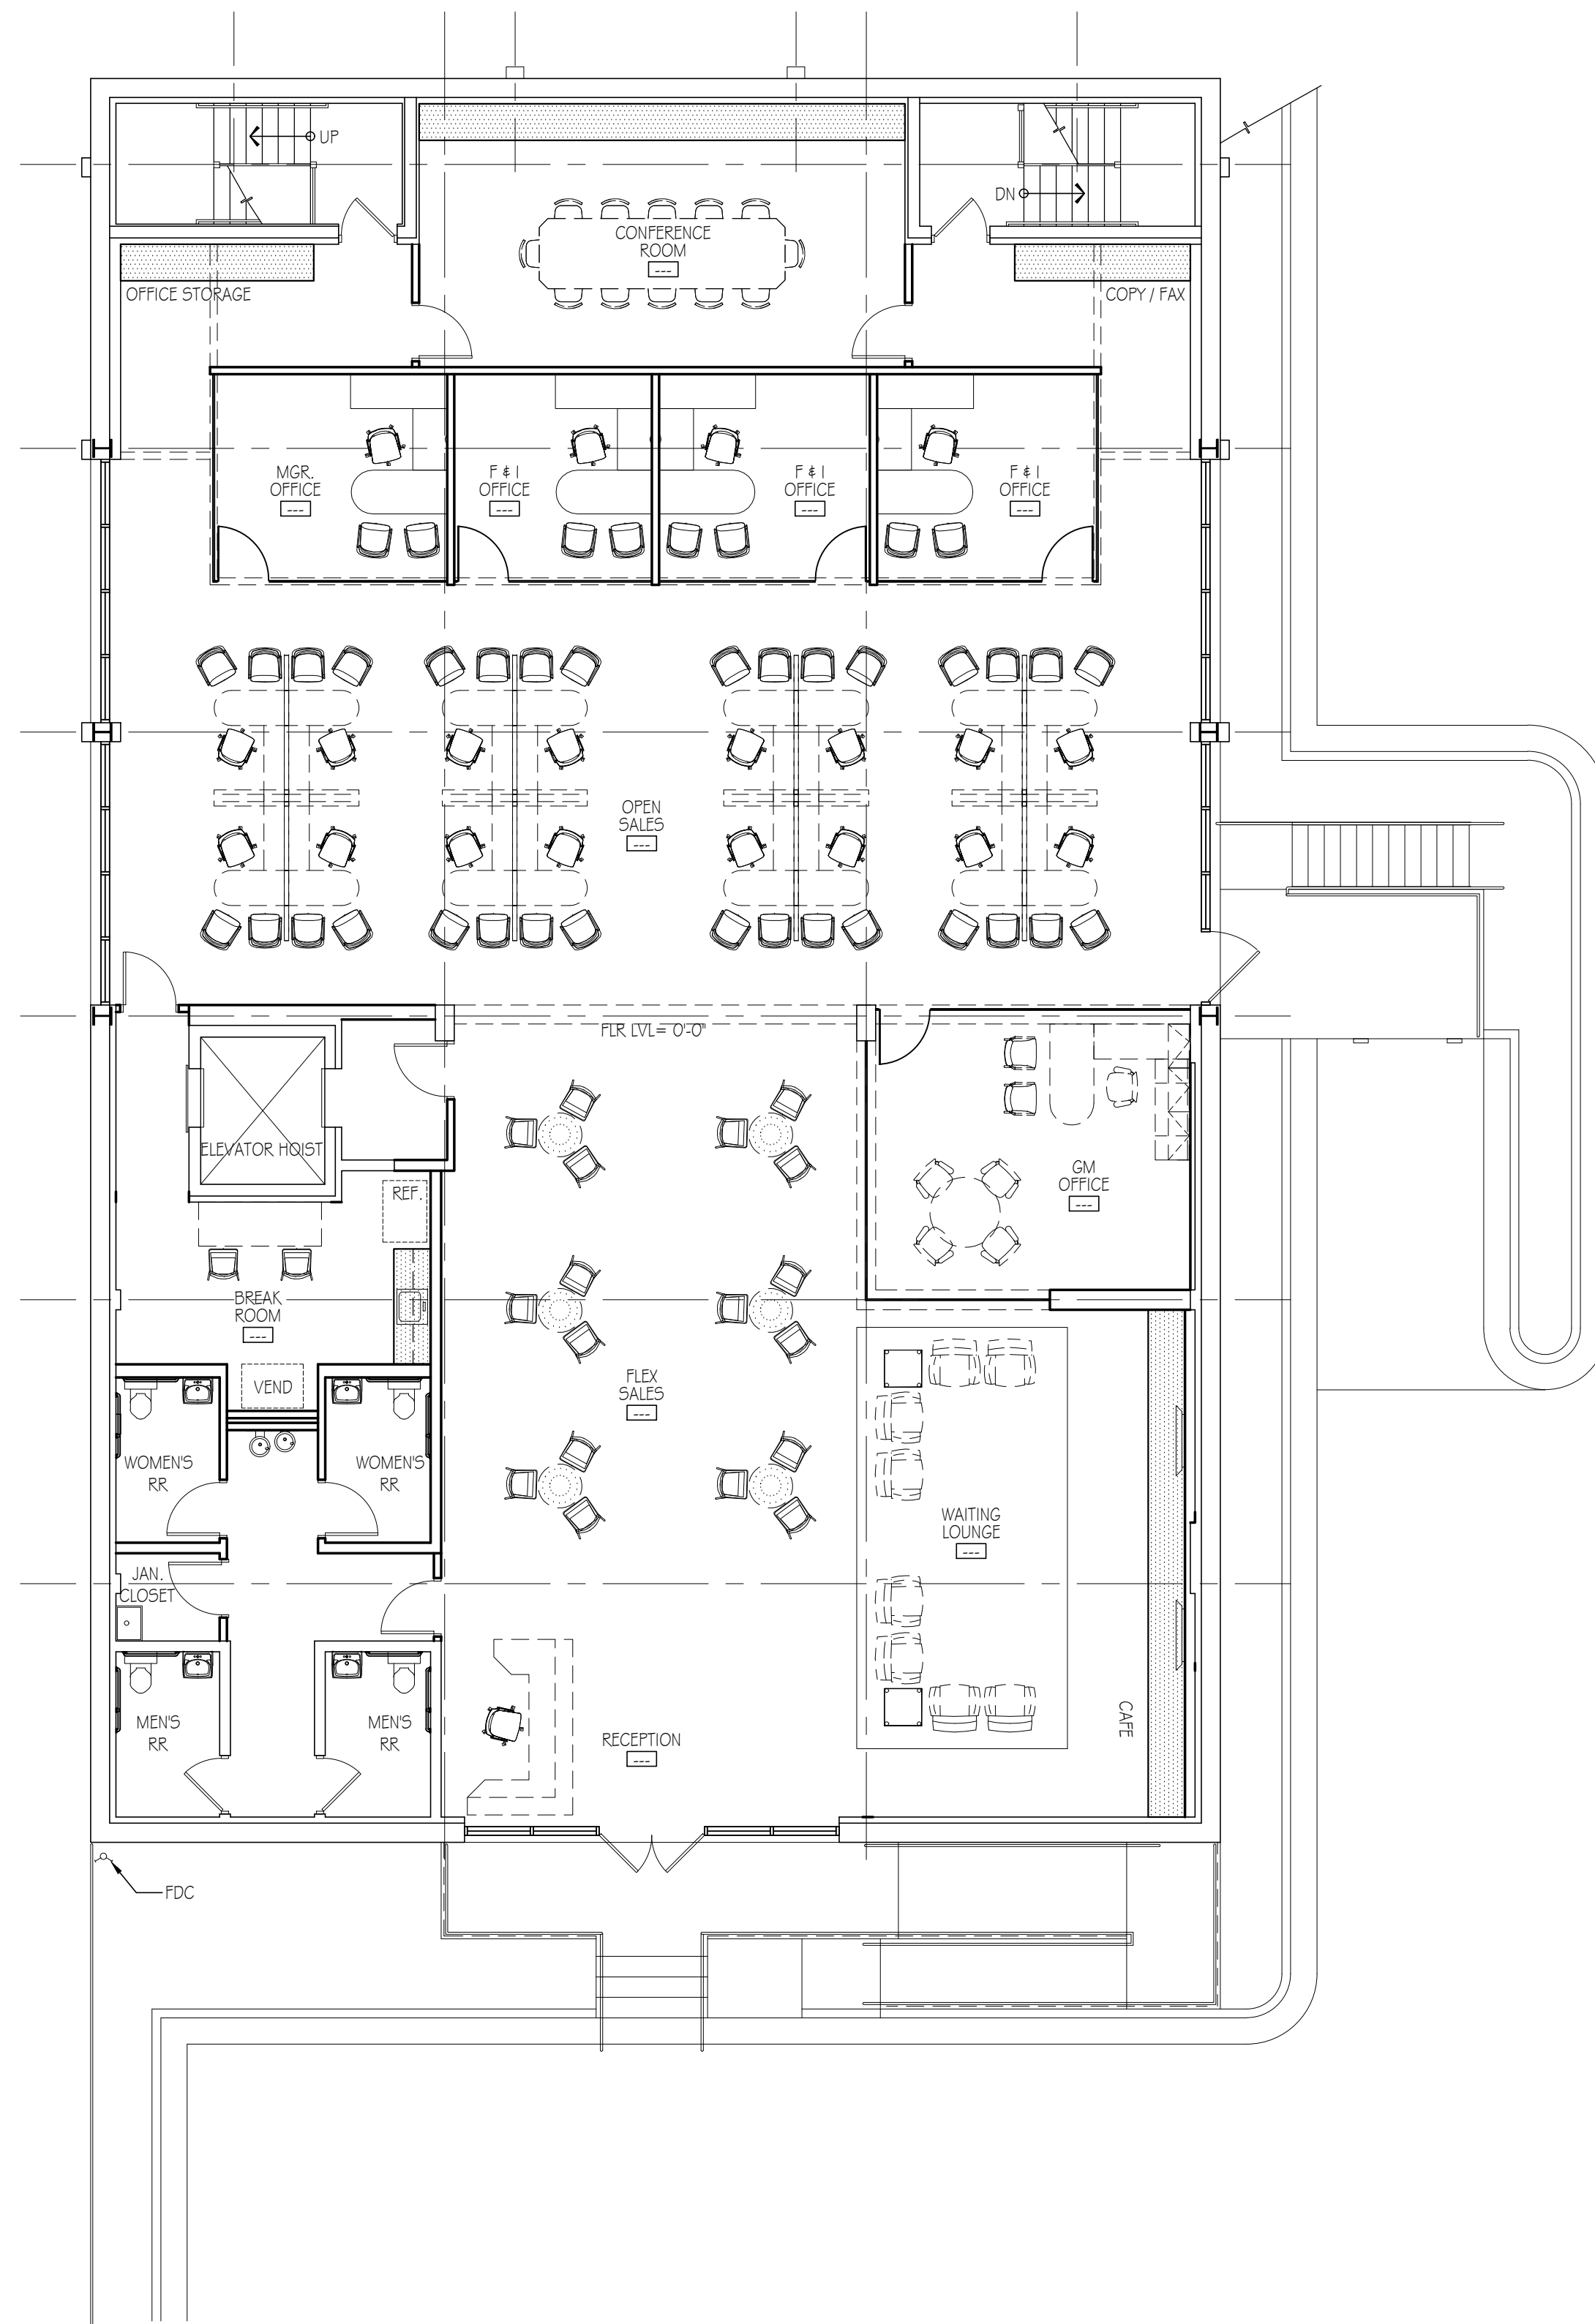 UP
DN
CONFERENCE
ROOM
---
OFFICE STORAGE
COPY / FAX
MGR.
OFFICE
---
F & I
OFFICE
---
F & I
OFFICE
---
F & I
OFFICE
---
OPEN
SALES
---
FLR LVL= 0'-0"
ELEVATOR HOIST
REF.
GM
OFFICE
---
BREAK
ROOM
---
VEND
FLEX
SALES
---
WOMEN'S
RR
WOMEN'S
RR
WAITING
LOUNGE
---
JAN.
CLOSET
MEN'S
RR
MEN'S
RR
RECEPTION
---
CAFE
FDC